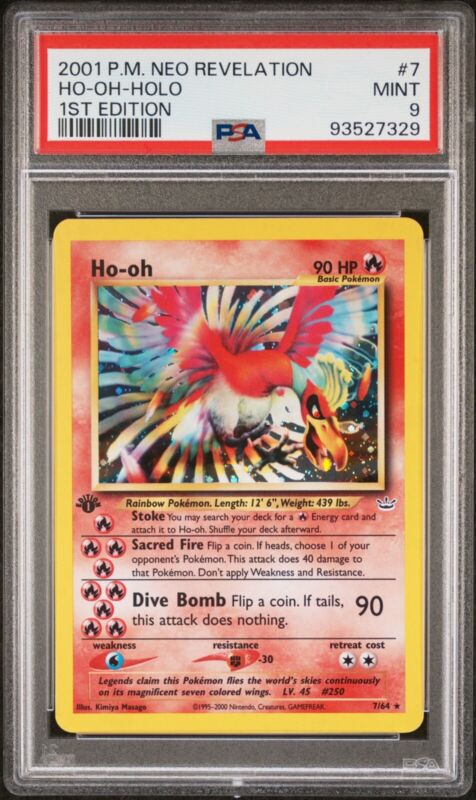 2001 P.M. NEO REVELATION #7
HO-OH-HOLO MINT
1ST EDITION 9
PSA 93527329
Ho-oh 90 HP
Basic Pokémon
Rainbow Pokémon. Length: 12' 6", Weight: 439 lbs.
EDITION
1
Stoke You may search your deck for a Energy card and
attach it to Ho-oh. Shuffle your deck afterward.
Sacred Fire Flip a coin. If heads, choose 1 of your
opponent's Pokémon. This attack does 40 damage to
that Pokémon. Don't apply Weakness and Resistance.
Dive Bomb Flip a coin. If tails, 90
this attack does nothing.
weakness resistance retreat cost
-30
Legends claim this Pokémon flies the world's skies continuously
on its magnificent seven colored wings. LV. 45 #250
Illus. Kimiya Masago ©1995-2000 Nintendo, Creatures, GAMEFREAK. 7/64 ★
PSA